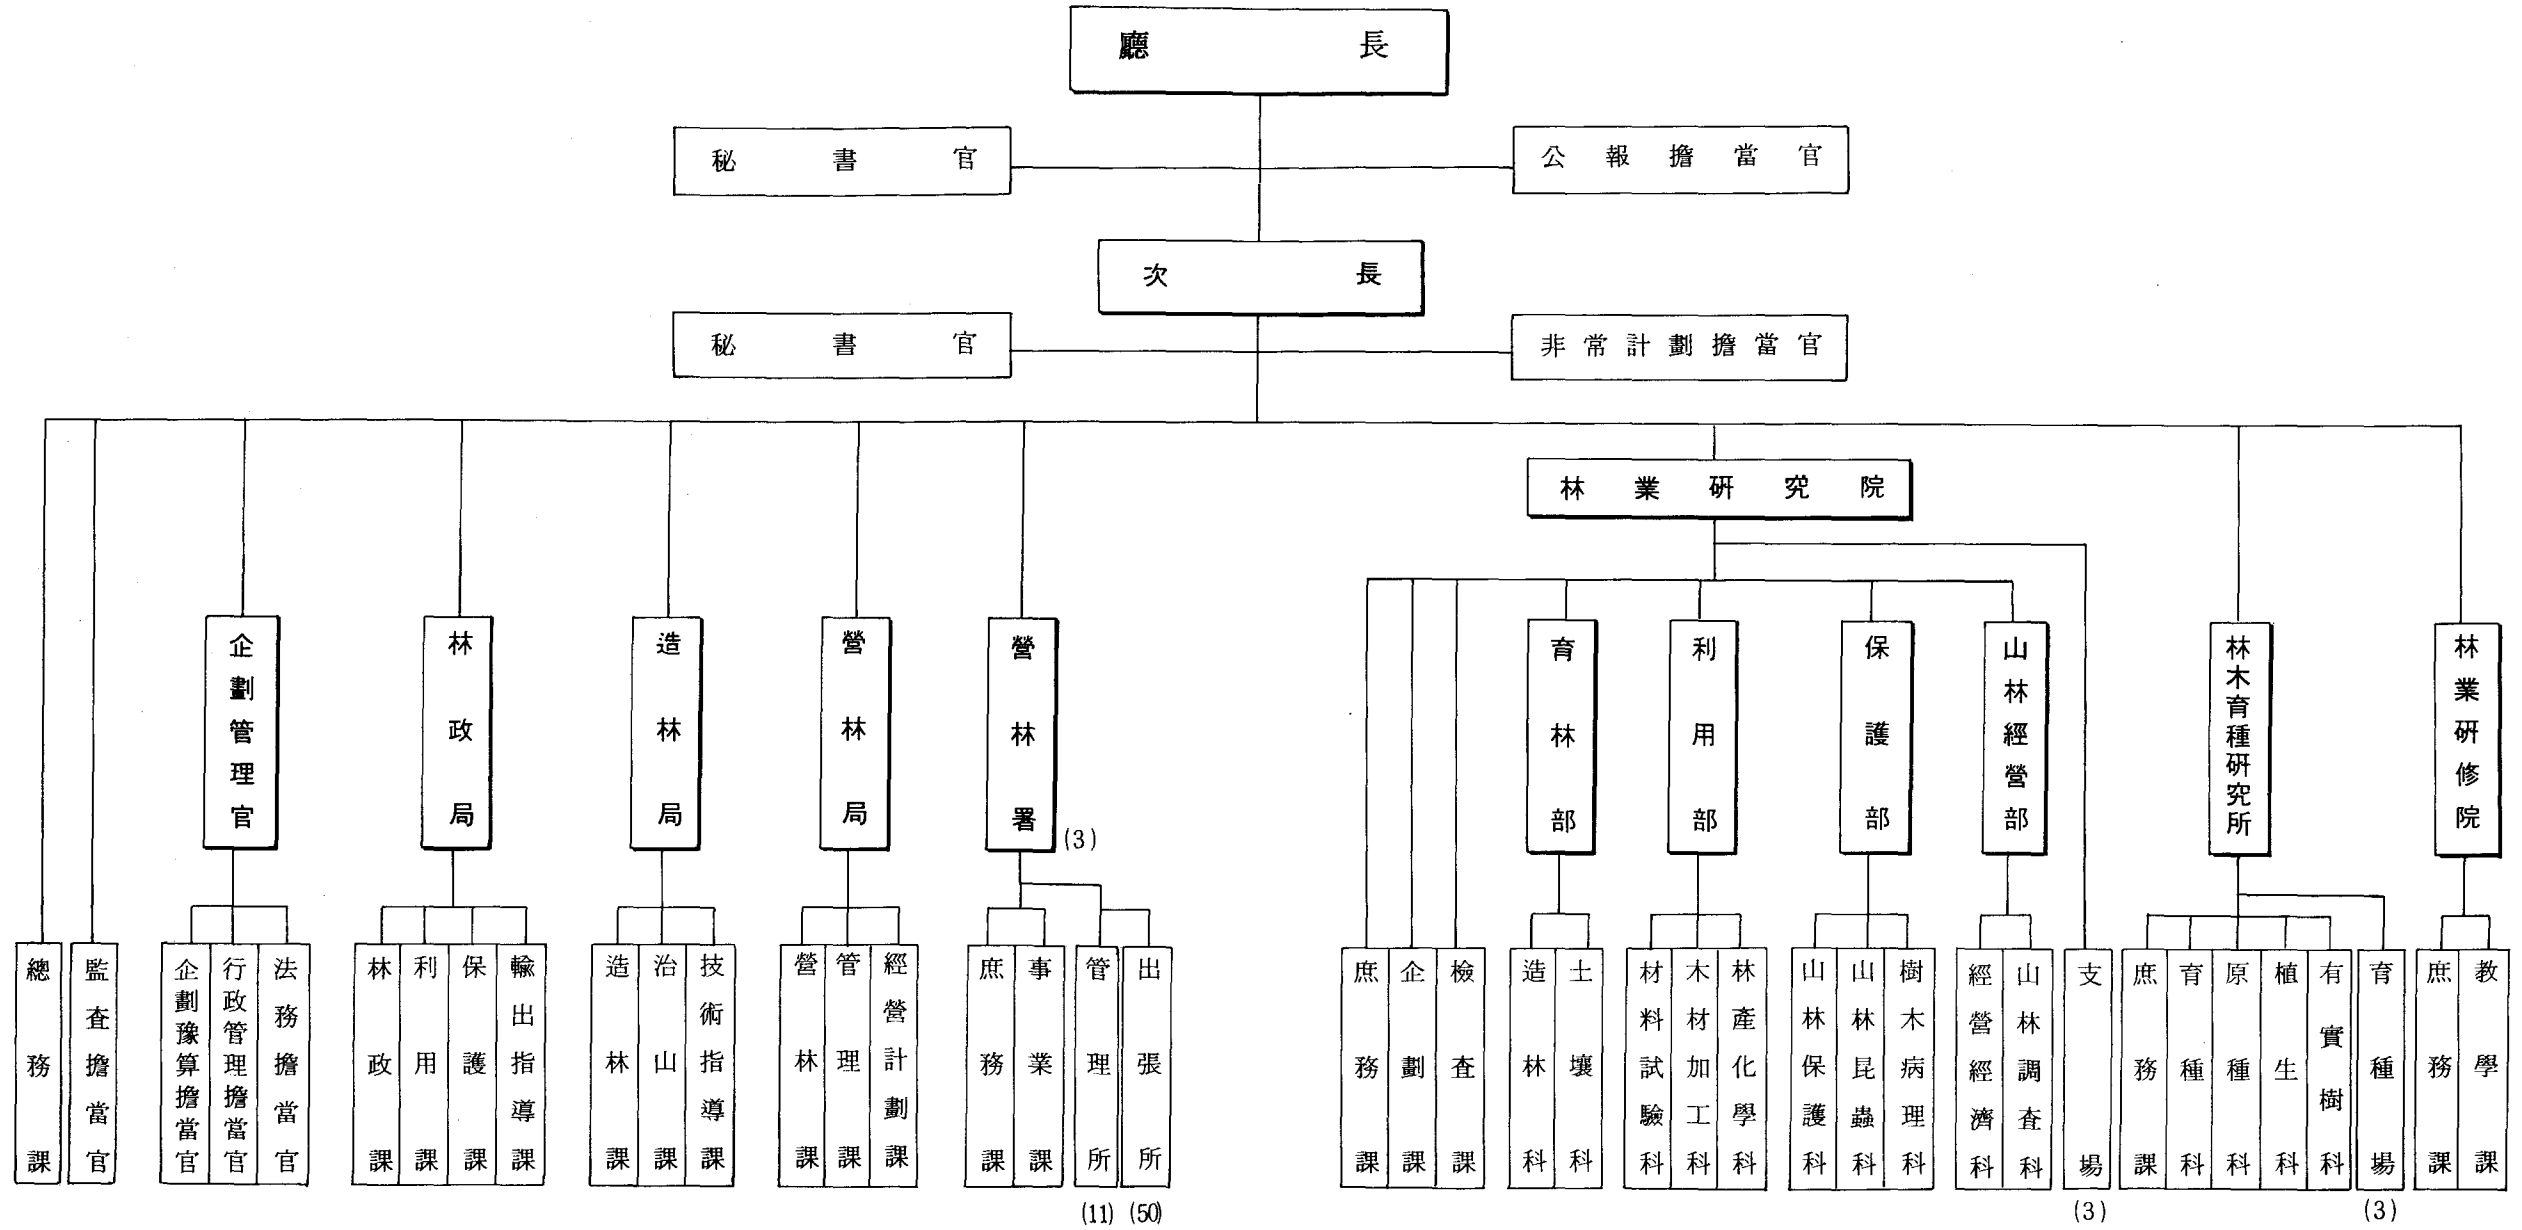 廳長
秘書官
公報擔當官
次長
秘書官
非常計劃擔當官
林業硏究院
企劃管理官
林政局
造林局
營林局
營林署
(3)
育林部
利用部
保護部
山林經營部
林木育種硏究所
林業硏修院
總務課
監査擔當官
企劃豫算擔當官
行政管理擔當官
法務擔當官
林政課
利用課
保護課
輸出指導課
造林課
治山課
技術指導課
營林課
管理課
經營計劃課
庶務課
事業課
管理所
出張所
庶務課
企劃課
檢査課
造林科
土壤科
材料試驗科
木材加工科
林產化學科
山林保護科
山林昆蟲科
樹木病理科
經營經濟科
山林調査科
支場
庶務課
育種科
原種科
植生科
有實樹科
育種場
庶務課
教學課
(11)
(50)
(3)
(3)